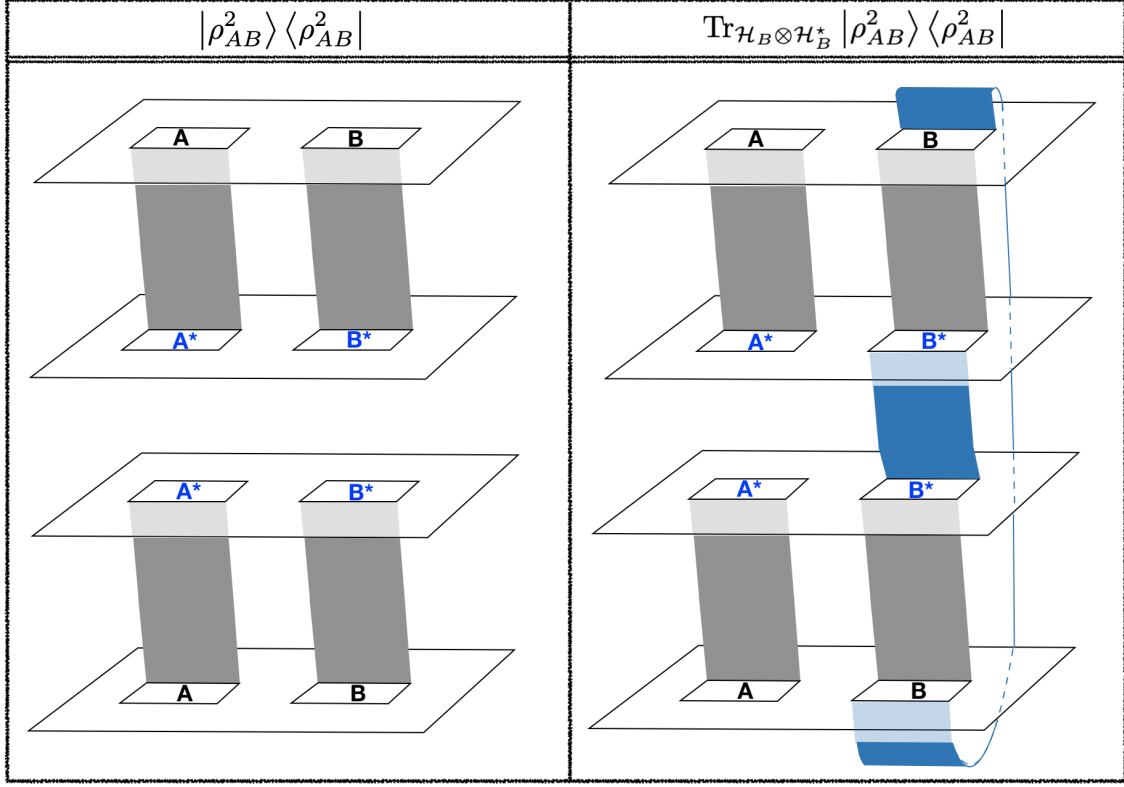 |ρ²_AB⟩⟨ρ²_AB|
Tr_{ℋ_B⊗ℋ_B^⋆} |ρ²_AB⟩⟨ρ²_AB|
A B
A* B*
A* B*
A B
A B
A* B*
A* B*
A B